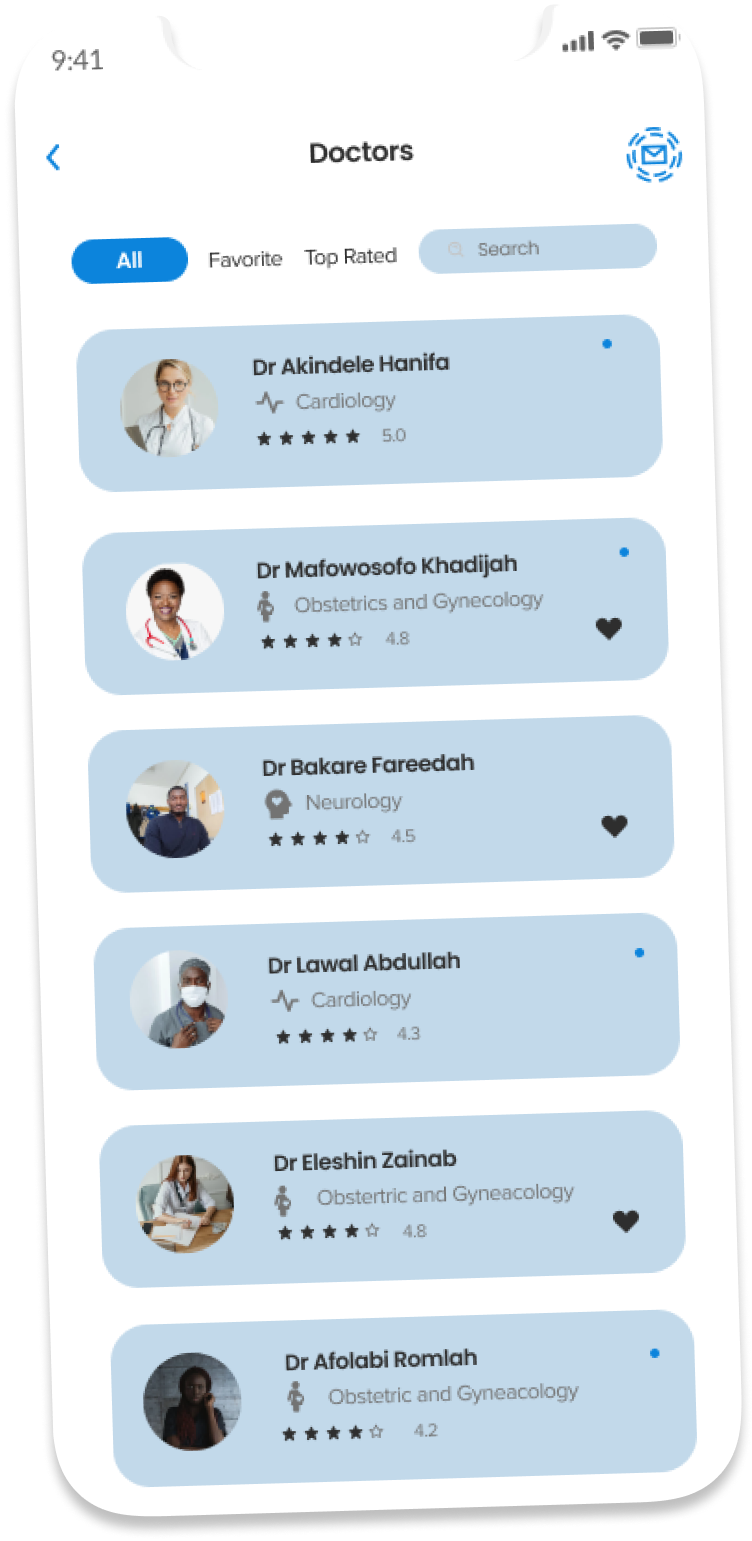 9:41
Doctors
All Favorite Top Rated Search
Dr Akindele Hanifa
Cardiology
5.0
Dr Mafowosofo Khadijah
Obstetrics and Gynecology
4.8
Dr Bakare Fareedah
Neurology
4.5
Dr Lawal Abdullah
Cardiology
4.3
Dr Eleshin Zainab
Obstertric and Gyneacology
4.8
Dr Afolabi Romlah
Obstetric and Gyneacology
4.2